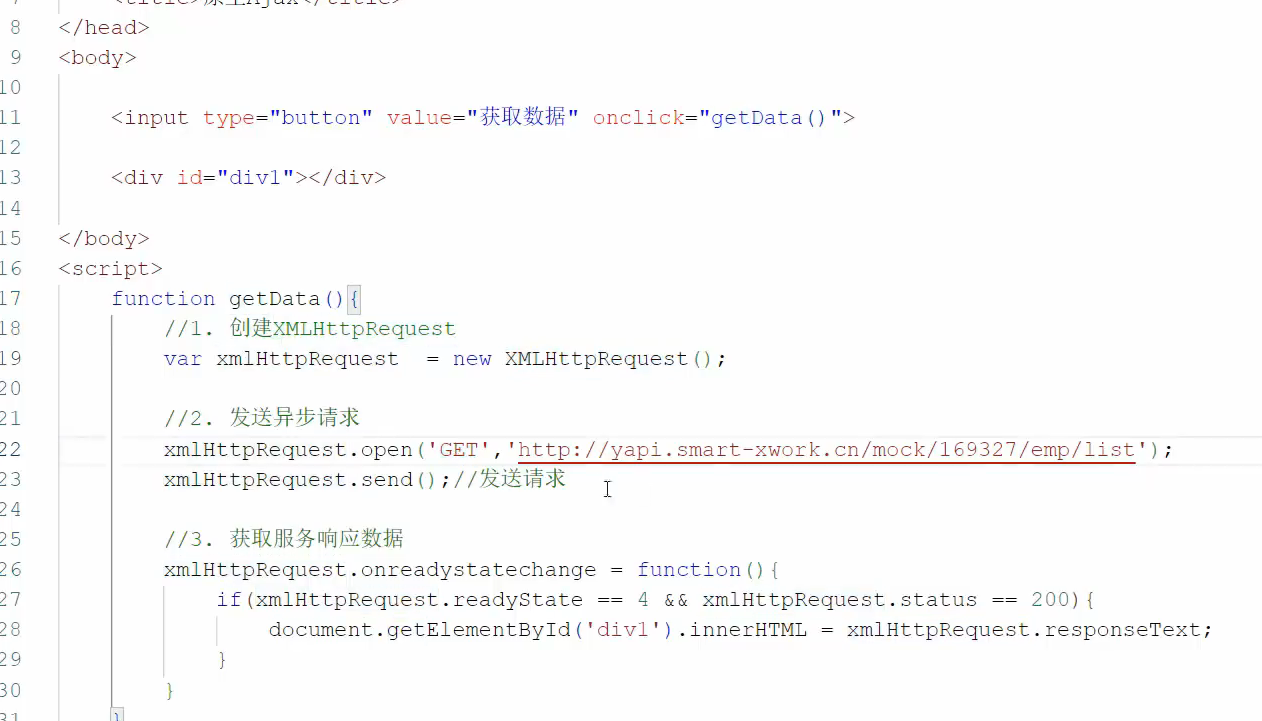 7 <title>原生Ajax</title>
8 </head>
9 <body>
10
11 <input type="button" value="获取数据" onclick="getData()">
12
13 <div id="div1"></div>
14
15 </body>
16 <script>
17 function getData(){
18 //1. 创建XMLHttpRequest
19 var xmlHttpRequest  = new XMLHttpRequest();
20
21 //2. 发送异步请求
22 xmlHttpRequest.open('GET','http://yapi.smart-xwork.cn/mock/169327/emp/list');
23 xmlHttpRequest.send();//发送请求
24
25 //3. 获取服务响应数据
26 xmlHttpRequest.onreadystatechange = function(){
27 if(xmlHttpRequest.readyState == 4 && xmlHttpRequest.status == 200){
28 document.getElementById('div1').innerHTML = xmlHttpRequest.responseText;
29 }
30 }
31 }